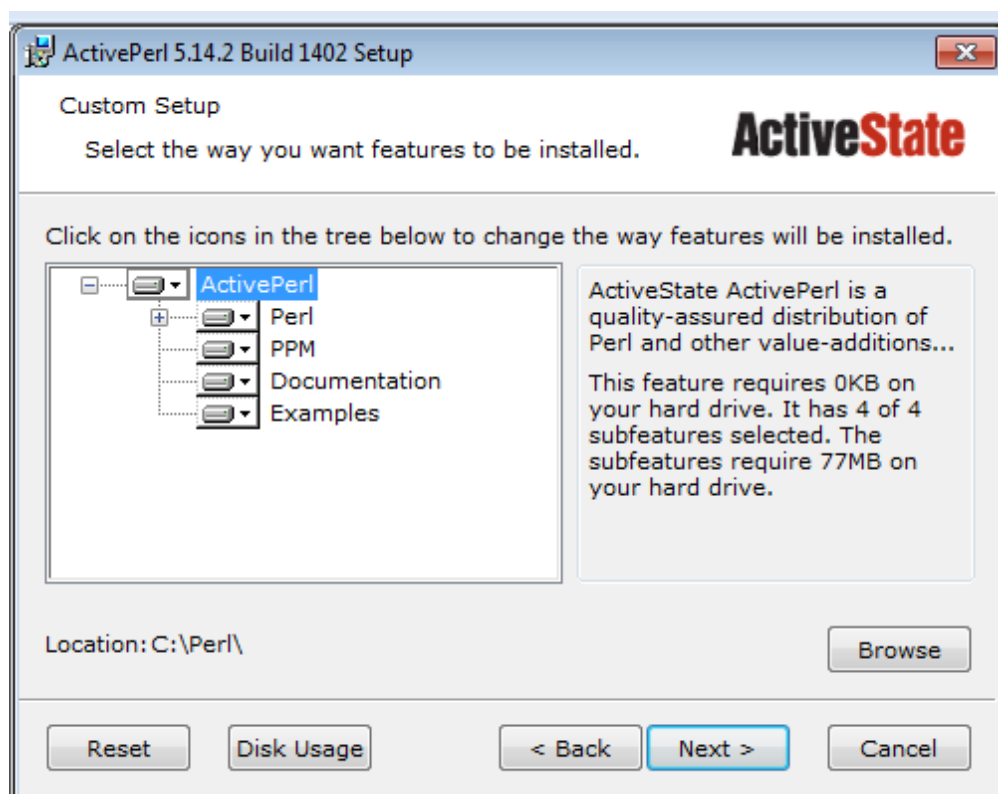 ActivePerl 5.14.2 Build 1402 Setup
Custom Setup
Select the way you want features to be installed.
ActiveState
Click on the icons in the tree below to change the way features will be installed.
ActivePerl
Perl
PPM
Documentation
Examples
ActiveState ActivePerl is a
quality-assured distribution of
Perl and other value-additions...
This feature requires 0KB on
your hard drive. It has 4 of 4
subfeatures selected. The
subfeatures require 77MB on
your hard drive.
Location: C:\Perl\
Browse
Reset
Disk Usage
< Back
Next >
Cancel